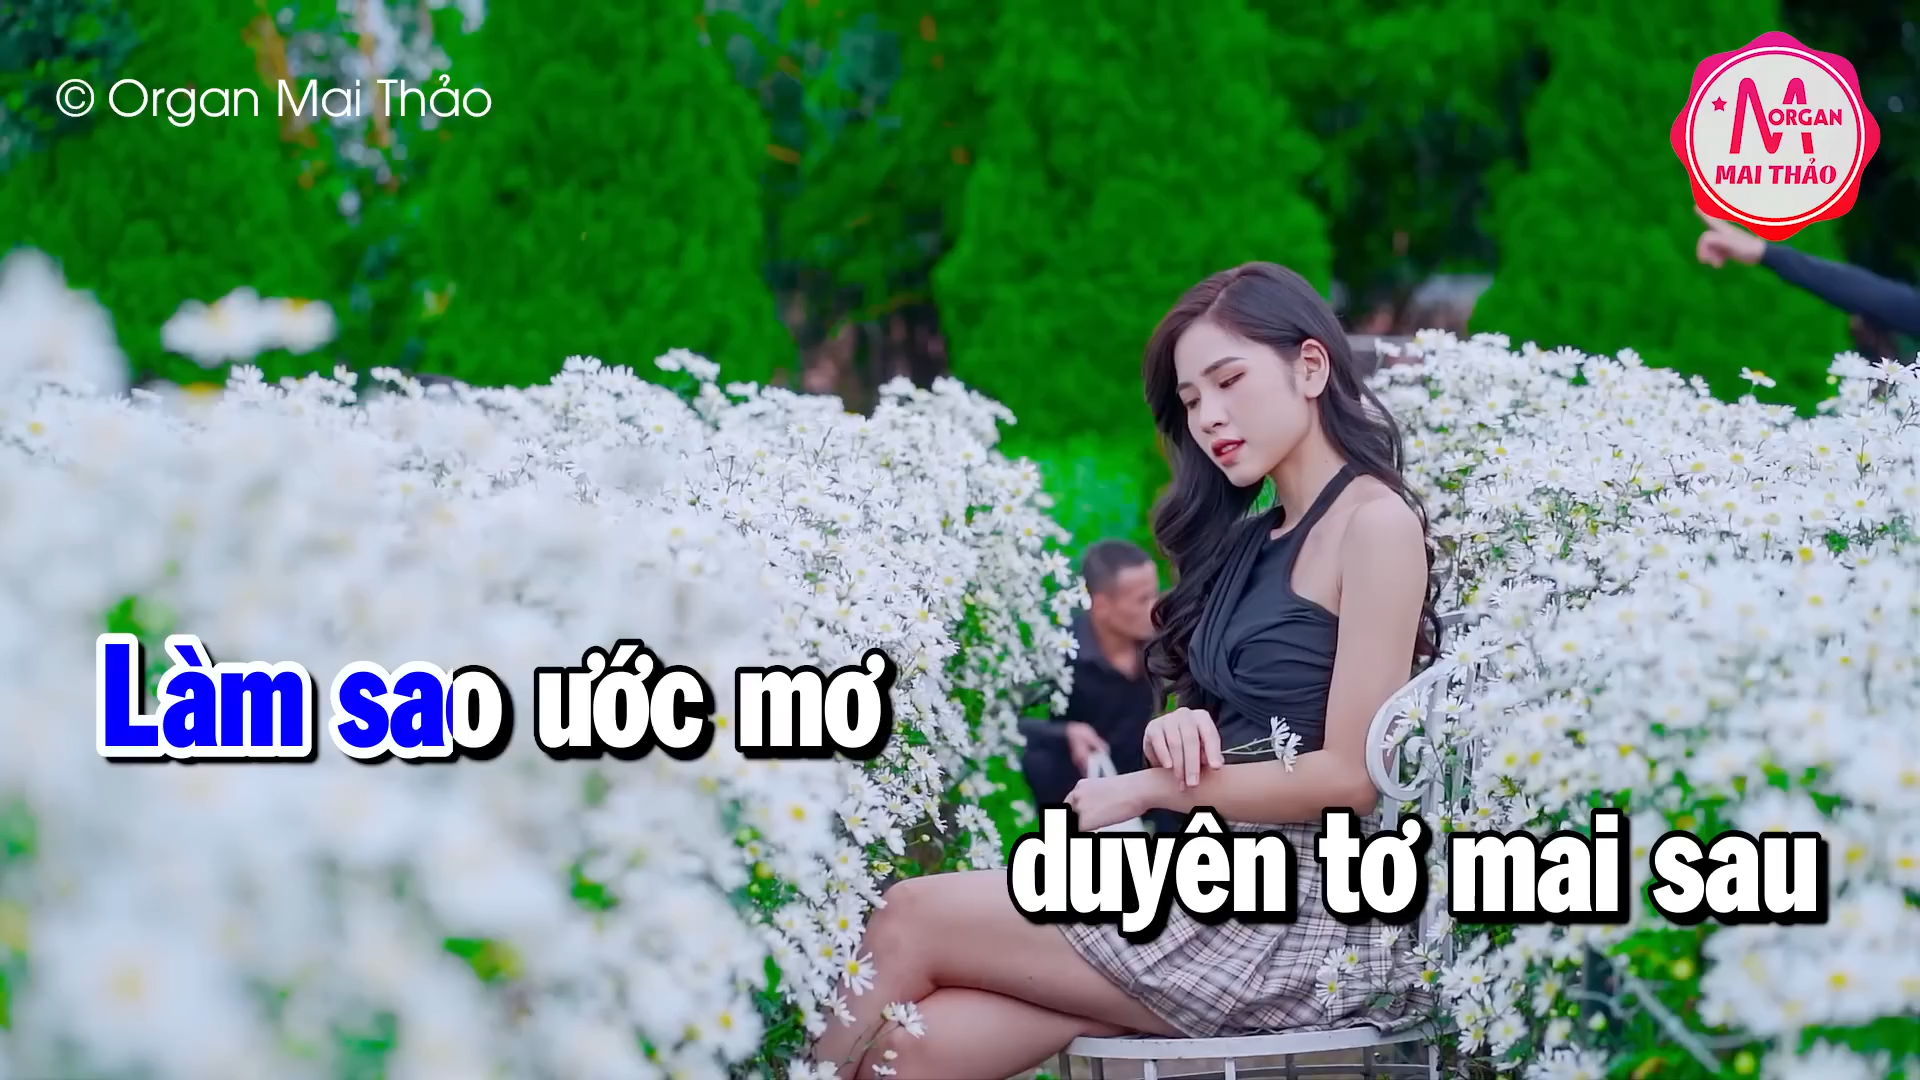 © Organ Mai Thảo
ORGAN
MAI THẢO
Làm sao ước mơ
duyên tơ mai sau